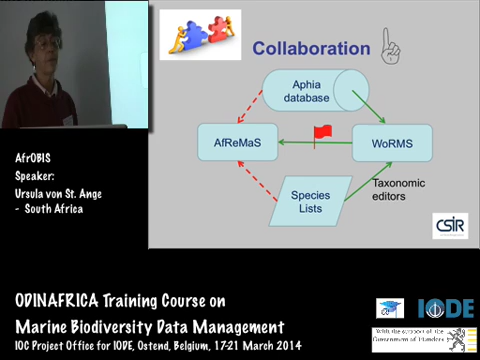 Collaboration
Aphia
database
AfReMaS
WoRMS
Species
Lists
Taxonomic
editors
CSIR
AfrOBIS
Speaker:
Ursula von St. Ange
- South Africa
ODINAFRICA Training Course on
Marine Biodiversity Data Management
IOC Project Office for IODE, Ostend, Belgium, 17-21 March 2014
IODE
With the support of the
Government of Flanders